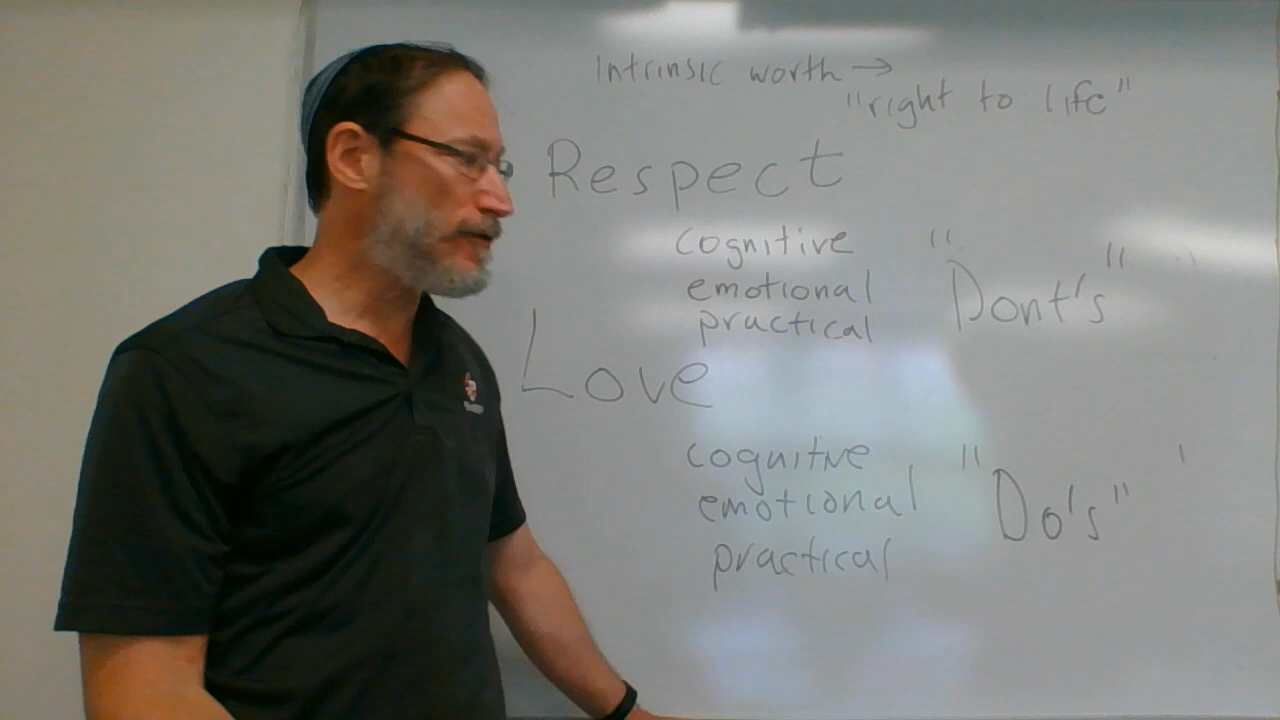 Intrinsic worth →
"right to life"
Respect
cognitive
emotional
practical
"Dont's"
Love
cognitive
emotional
practical
"Do's"